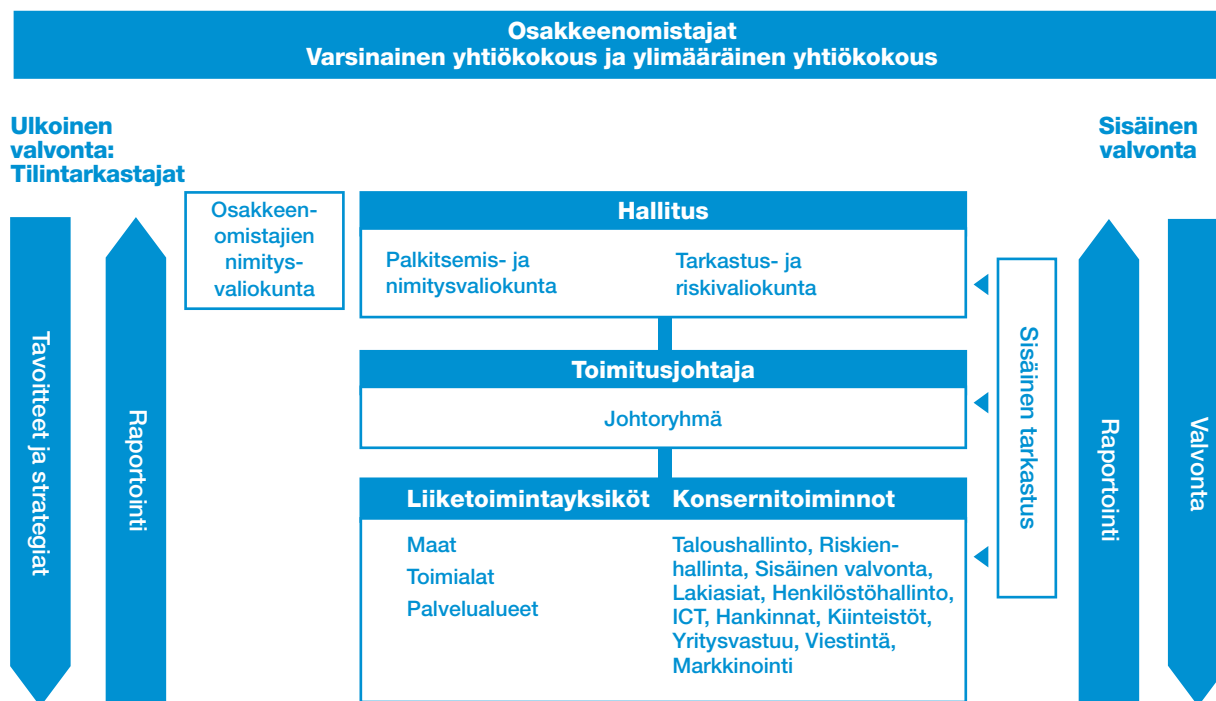 Osakkeenomistajat
Varsinainen yhtiökokous ja ylimääräinen yhtiökokous
Ulkoinen
valvonta:
Tilintarkastajat
Sisäinen
valvonta
Tavoitteet ja strategiat
Raportointi
Osakkeen-
omistajien
nimitys-
valiokunta
Hallitus
Palkitsemis- ja
nimitysvaliokunta
Tarkastus- ja
riskivaliokunta
Toimitusjohtaja
Johtoryhmä
Liiketoimintayksiköt
Maat
Toimialat
Palvelualueet
Konsernitoiminnot
Taloushallinto, Riskien-
hallinta, Sisäinen valvonta,
Lakiasiat, Henkilöstöhallinto,
ICT, Hankinnat, Kiinteistöt,
Yritysvastuu, Viestintä,
Markkinointi
Sisäinen tarkastus
Raportointi
Valvonta